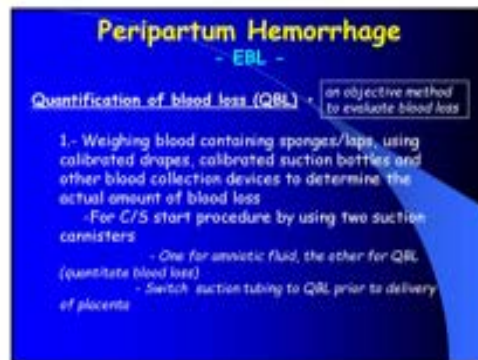 Peripartum Hemorrhage
- EBL -
Quantification of blood loss (QBL) - an objective method
to evaluate blood loss
1.- Weighing blood containing sponges/laps, using
calibrated drapes, calibrated suction bottles and
other blood collection devices to determine the
actual amount of blood loss
-For C/S start procedure by using two suction
cannisters
- One for amniotic fluid, the other for QBL
(quantitate blood loss)
- Switch suction tubing to QBL prior to delivery
of placenta